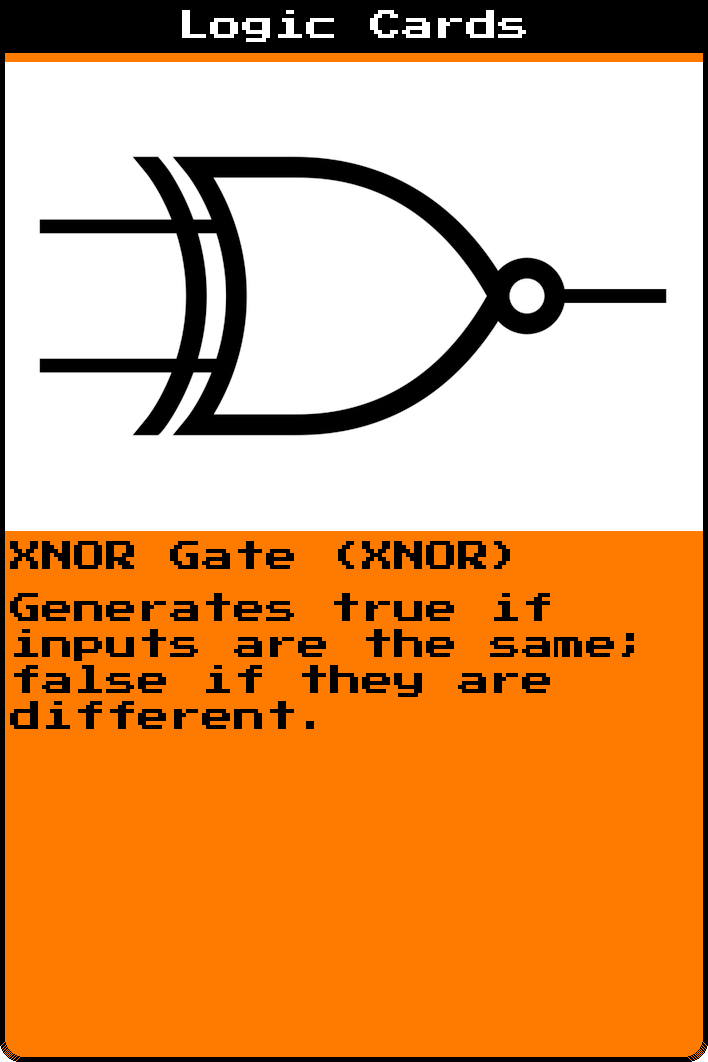 Logic Cards
XNOR Gate (XNOR)
Generates true if
inputs are the same;
false if they are
different.